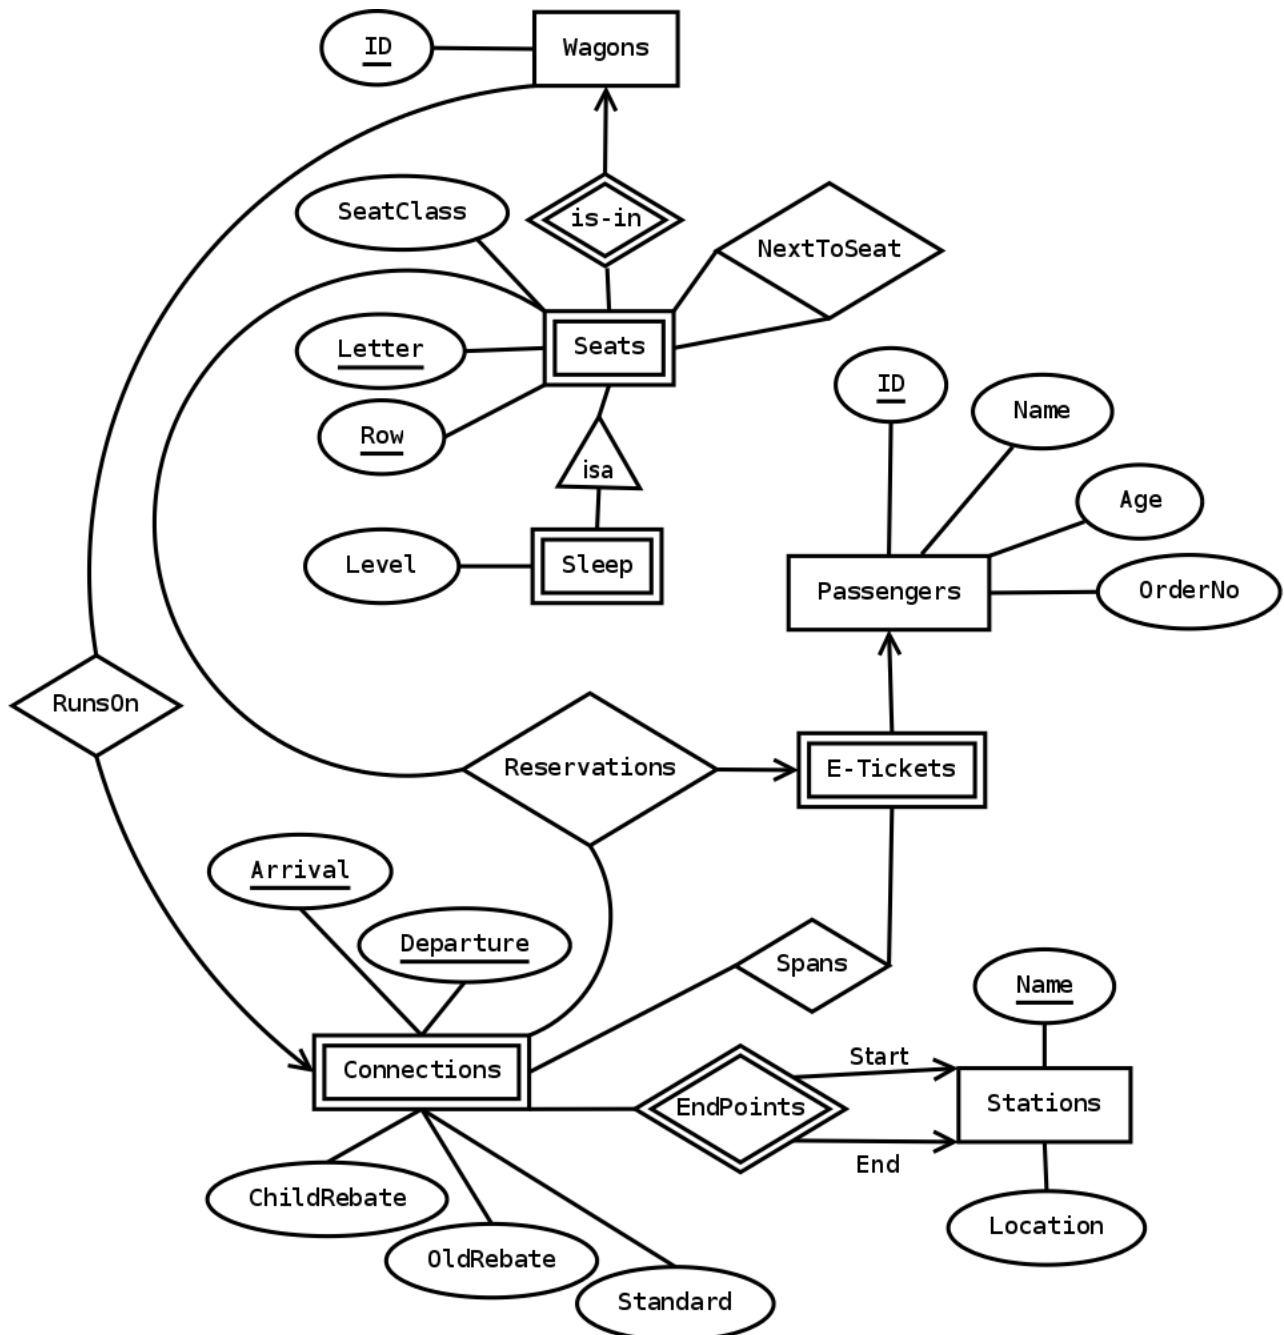 ID
Wagons
SeatClass
is-in
NextToSeat
Letter
Seats
Row
ID
Name
isa
Age
Level
Sleep
Passengers
OrderNo
RunsOn
Reservations
E-Tickets
Arrival
Departure
Spans
Name
Connections
Start
EndPoints
Stations
End
ChildRebate
OldRebate
Location
Standard